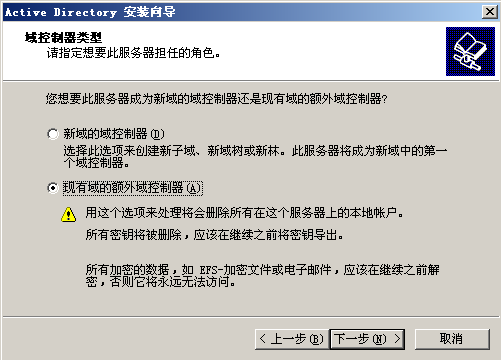 Active Directory 安装向导
域控制器类型
请指定想要此服务器担任的角色。
您想要此服务器成为新域的域控制器还是现有域的额外域控制器?
新域的域控制器(D)
选择此选项来创建新子域、新域树或新林。此服务器将成为新域中的第一
个域控制器。
现有域的额外域控制器(A)
用这个选项来处理将会删除所有在这个服务器上的本地帐户。
所有密钥将被删除，应该在继续之前将密钥导出。
所有加密的数据，如 EFS-加密文件或电子邮件，应该在继续之前解
密，否则它将永远无法访问。
< 上一步(B) 下一步(N) > 取消